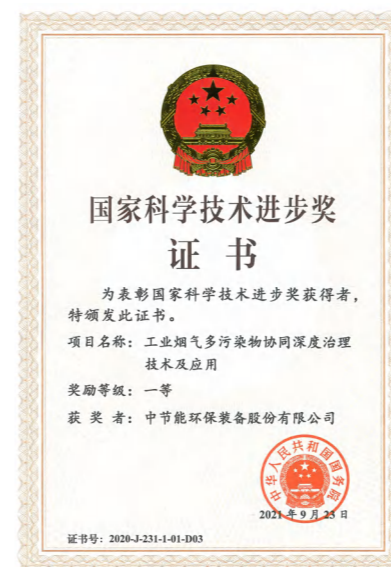 国家科学技术进步奖
证书
为表彰国家科学技术进步奖获得者，
特颁发此证书。
项目名称：工业烟气多污染物协同深度治理
技术及应用
奖励等级：一等
获奖者：中节能环保装备股份有限公司
中华人民共和国国务院
2021年9月23日
证书号：2020-J-231-1-01-D03